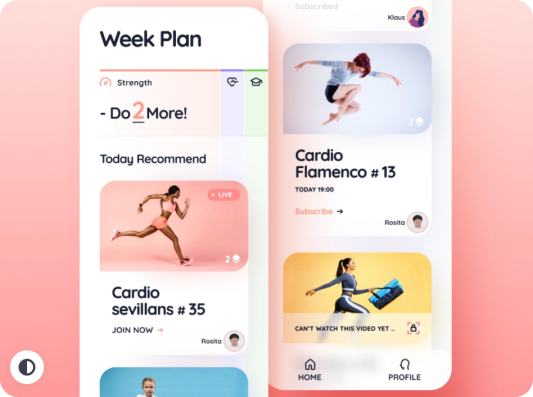 Week Plan
Strength
- Do 2 More!
Today Recommend
LIVE
2
Cardio
sevillans # 35
JOIN NOW →
Rosita
Subscribed
Klaus
2
Cardio
Flamenco # 13
TODAY 19:00
Subscribe →
Rosita
CAN'T WATCH THIS VIDEO YET ..
HOME
PROFILE